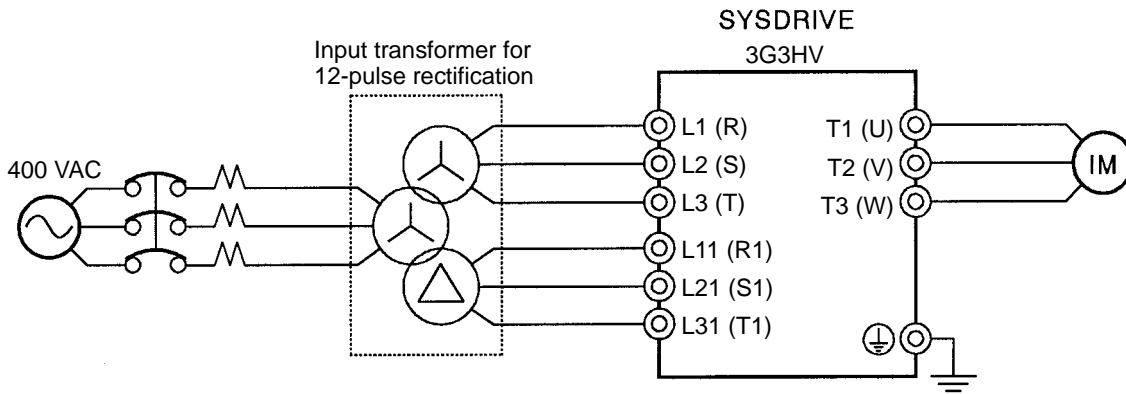 SYSDRIVE
3G3HV
Input transformer for
12-pulse rectification
400 VAC
L1 (R)
L2 (S)
L3 (T)
L11 (R1)
L21 (S1)
L31 (T1)
T1 (U)
T2 (V)
T3 (W)
IM